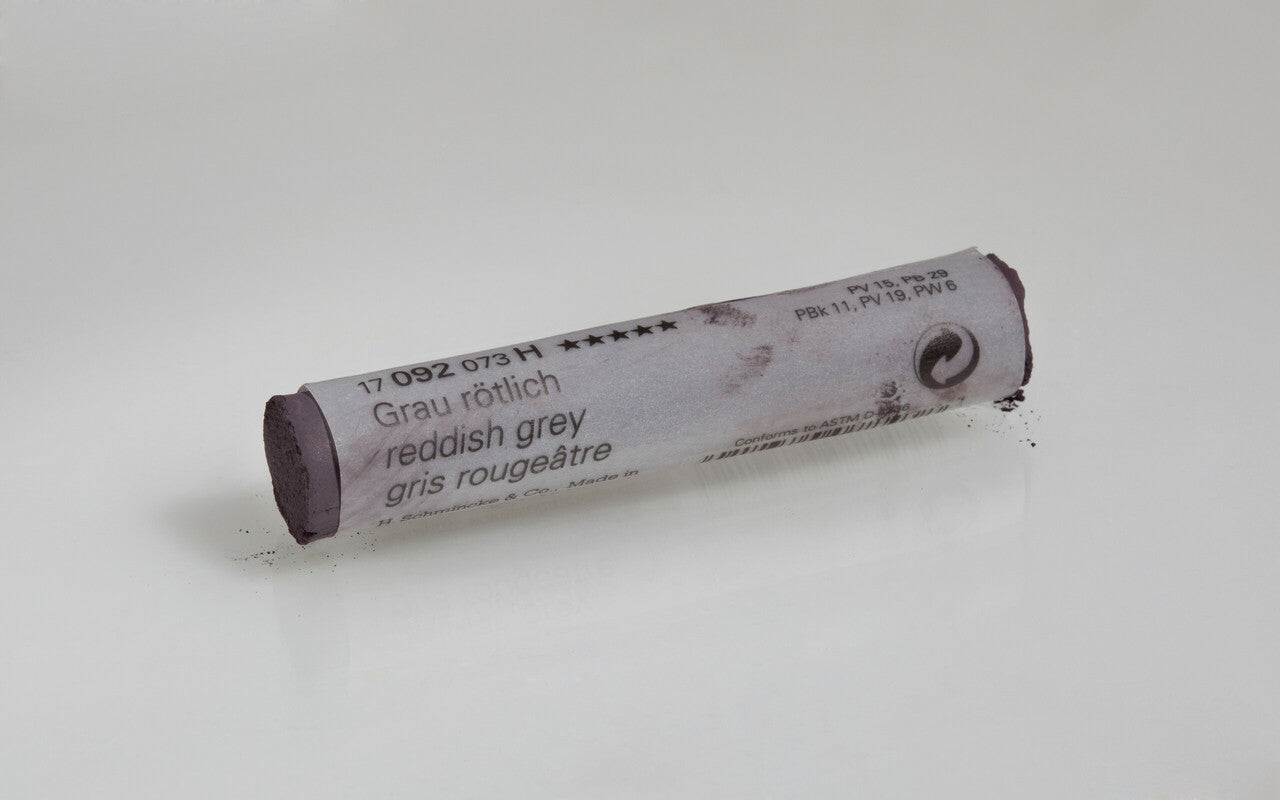 17 092 073 H ★★★★★
Grau rötlich
reddish grey
gris rougeâtre
H. Schmincke & Co., Made in
PV 15, PB 29
PBk 11, PV 19, PW 6
Conforms to ASTM